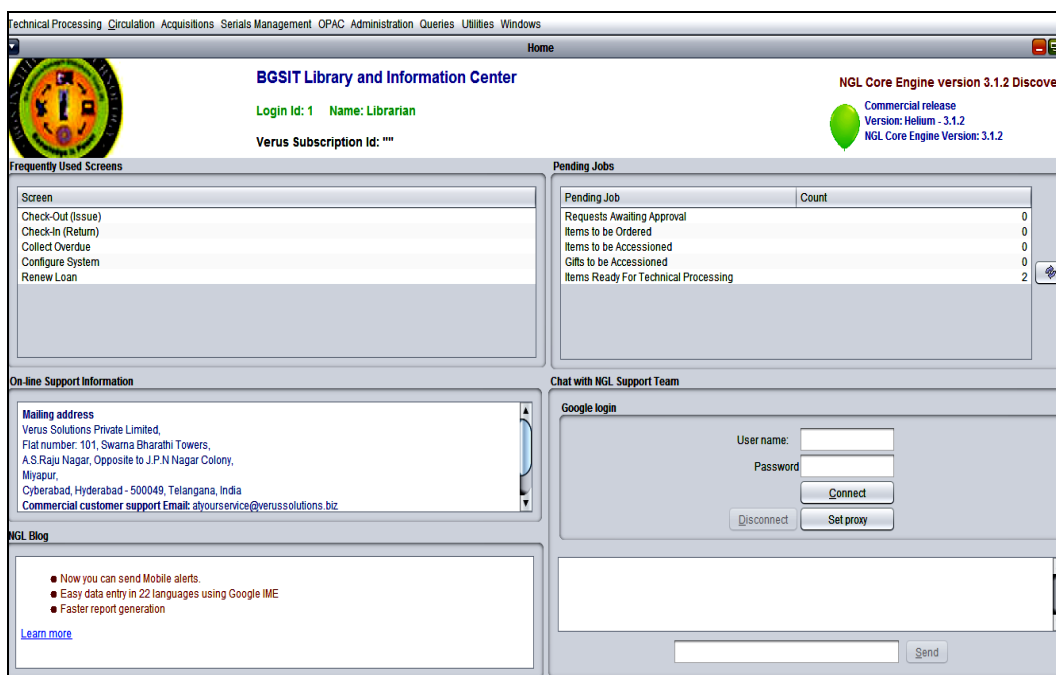 Technical Processing Circulation Acquisitions Serials Management OPAC Administration Queries Utilities Windows
Home
BGSIT Library and Information Center
Login Id: 1 Name: Librarian
Verus Subscription Id: ""
NGL Core Engine version 3.1.2 Discove
Commercial release
Version: Helium - 3.1.2
NGL Core Engine Version: 3.1.2
Frequently Used Screens
Screen
Check-Out (Issue)
Check-In (Return)
Collect Overdue
Configure System
Renew Loan
Pending Jobs
Pending Job Count
Requests Awaiting Approval 0
Items to be Ordered 0
Items to be Accessioned 0
Gifts to be Accessioned 0
Items Ready For Technical Processing 2
On-line Support Information
Mailing address
Verus Solutions Private Limited,
Flat number: 101, Swarna Bharathi Towers,
A.S.Raju Nagar, Opposite to J.P.N Nagar Colony,
Miyapur,
Cyberabad, Hyderabad - 500049, Telangana, India
Commercial customer support Email: atyourservice@verussolutions.biz
Chat with NGL Support Team
Google login
User name:
Password
Connect
Disconnect Set proxy
Send
NGL Blog
Now you can send Mobile alerts.
Easy data entry in 22 languages using Google IME
Faster report generation
Learn more